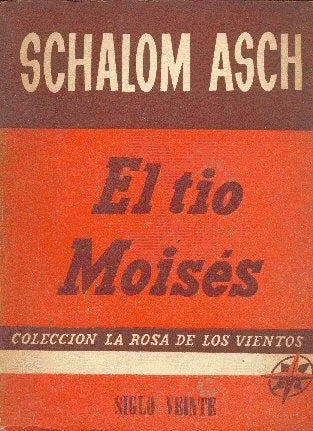 SCHALOM ASCH
El tio
Moisés
COLECCION LA ROSA DE LOS VIENTOS
SIGLO VEINTE